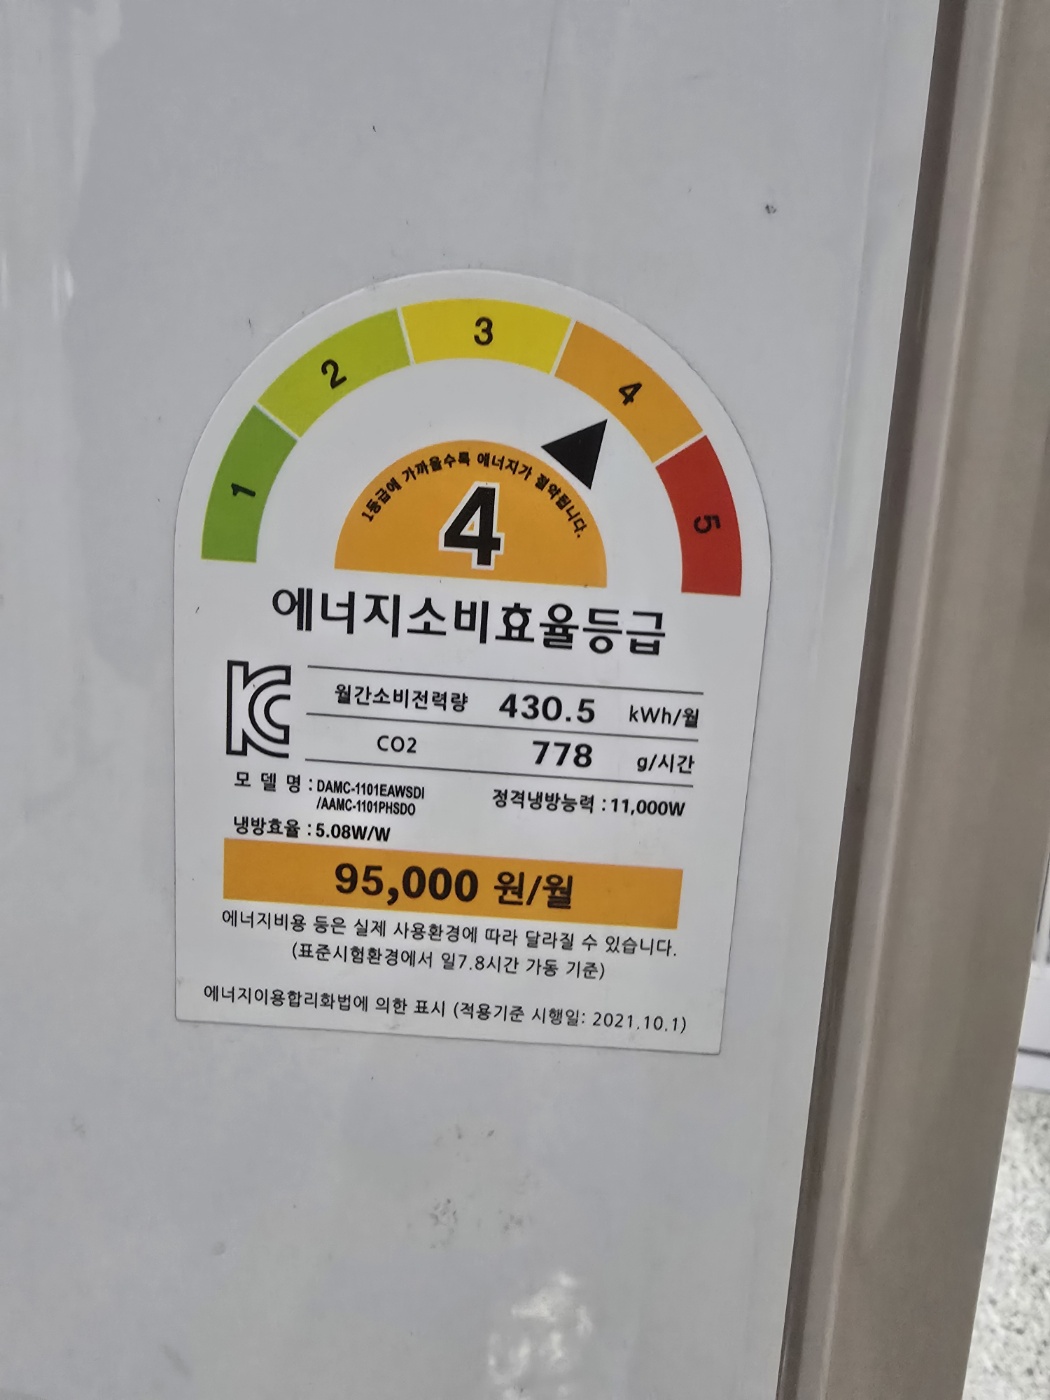 1
2
3
4
5
1등급에 가까울수록 에너지가 절약됩니다.
4
에너지소비효율등급
월간소비전력량 430.5 kWh/월
CO2 778 g/시간
모 델 명 : DAMC-1101EAWSDI
/AAMC-1101PHSDO
정격냉방능력 : 11,000W
냉방효율 : 5.08W/W
95,000 원/월
에너지비용 등은 실제 사용환경에 따라 달라질 수 있습니다.
(표준시험환경에서 일7.8시간 가동 기준)
에너지이용합리화법에 의한 표시 (적용기준 시행일: 2021.10.1)